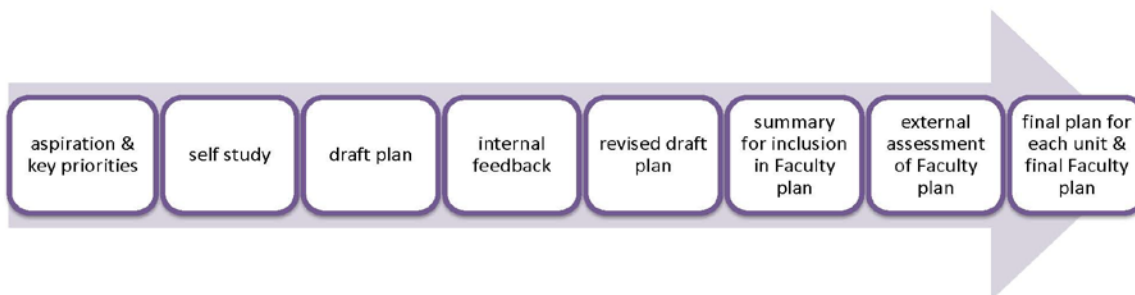 aspiration &
key priorities
self study
draft plan
internal
feedback
revised draft
plan
summary
for inclusion
in Faculty
plan
external
assessment
of Faculty
plan
final plan for
each unit &
final Faculty
plan